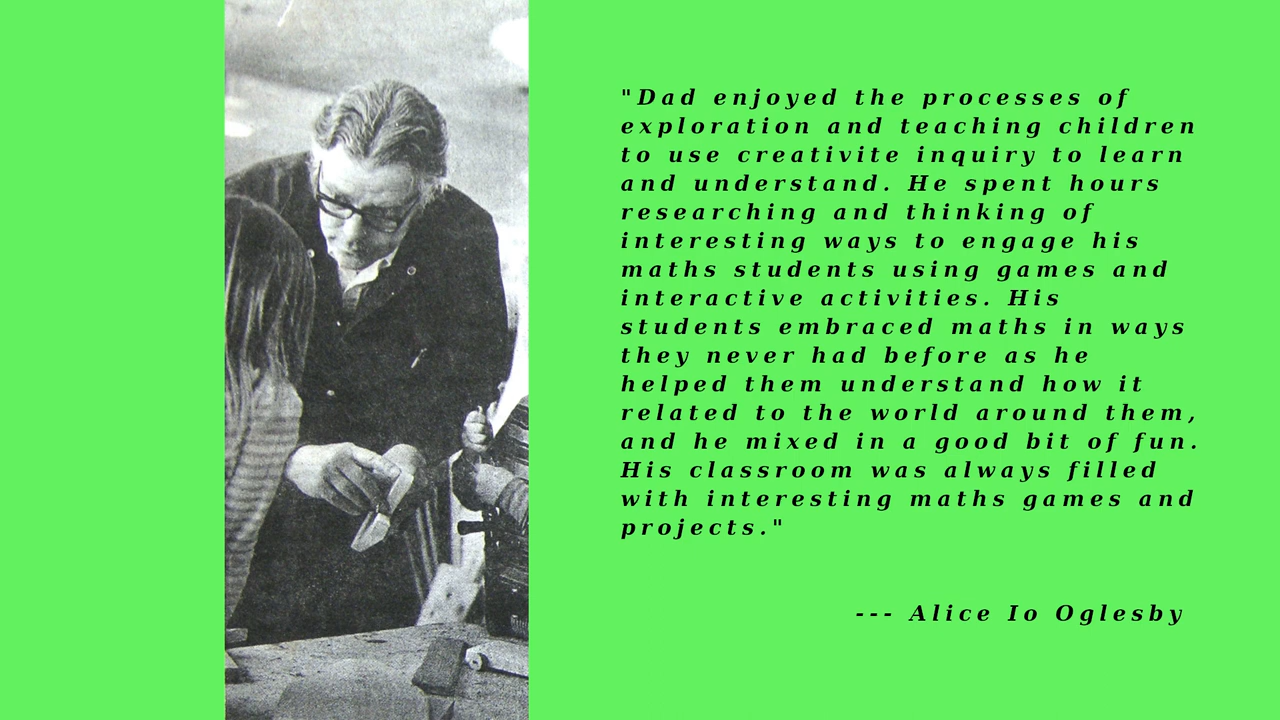 "Dad enjoyed the processes of
exploration and teaching children
to use creativite inquiry to learn
and understand. He spent hours
researching and thinking of
interesting ways to engage his
maths students using games and
interactive activities. His
students embraced maths in ways
they never had before as he
helped them understand how it
related to the world around them,
and he mixed in a good bit of fun.
His classroom was always filled
with interesting maths games and
projects."
--- Alice Io Oglesby